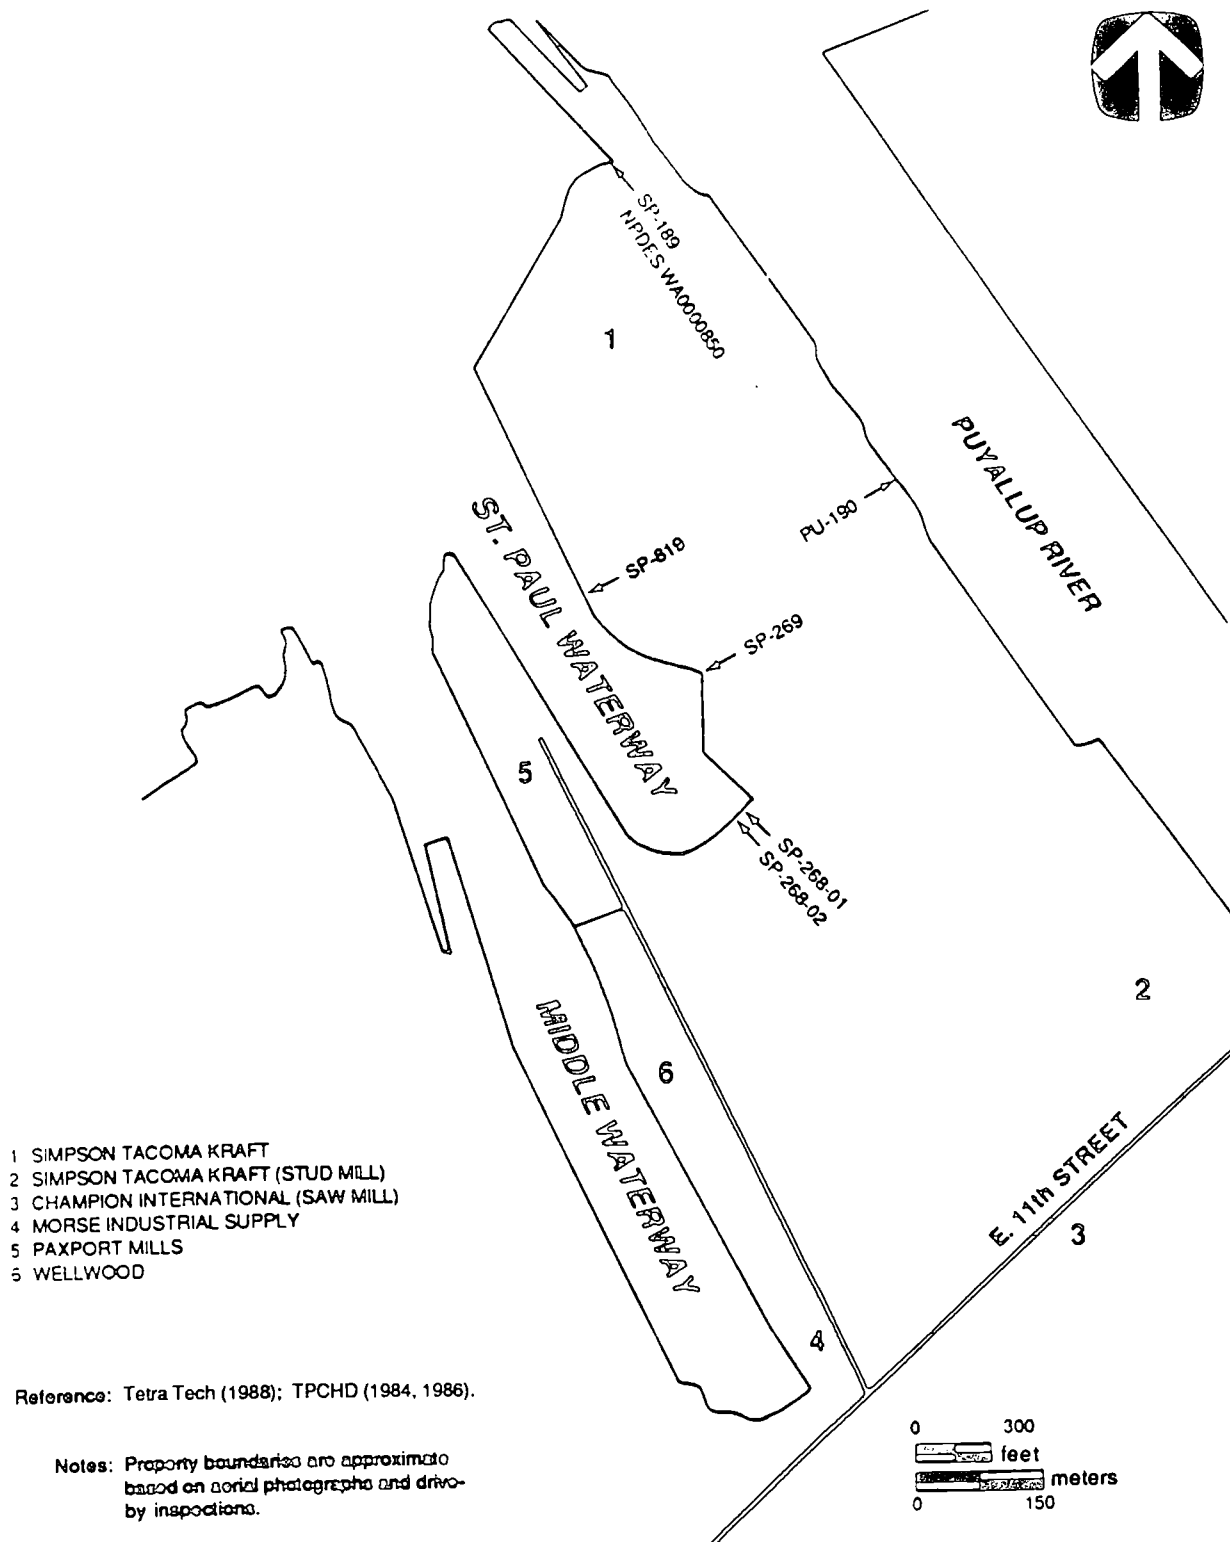 SP-189
NPDES WA0000850
1
PUYALLUP RIVER
PU-190
ST. PAUL WATERWAY
SP-819
SP-269
5
SP-268-01
SP-268-02
2
MIDDLE WATERWAY
6
E. 11th STREET
3
4
1 SIMPSON TACOMA KRAFT
2 SIMPSON TACOMA KRAFT (STUD MILL)
3 CHAMPION INTERNATIONAL (SAW MILL)
4 MORSE INDUSTRIAL SUPPLY
5 PAXPORT MILLS
6 WELLWOOD
Reference: Tetra Tech (1988); TPCHD (1984, 1986).
Notes: Property boundaries are approximate
based on aerial photographs and drive-
by inspections.
0 300
feet
meters
0 150